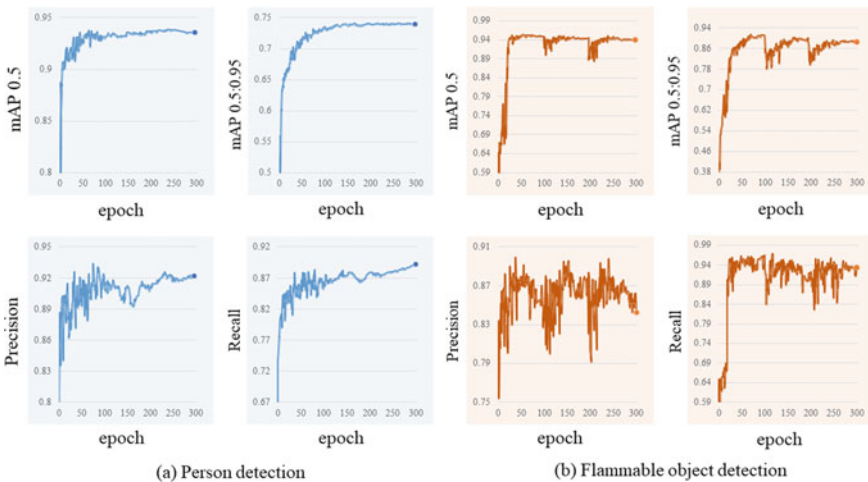 0.95 0.75 0.99 0.94
0.9 0.7 0.94 0.86
0.89 0.78
0.65 0.84 0.7
0.79 0.62
0.85 0.6 0.74 0.54
0.55 0.69 0.46
0.64
0.8 0.5 0.59 0.38
mAP 0.5 mAP 0.5:0.95 mAP 0.5 mAP 0.5:0.95
0 50 100 150 200 250 300 0 50 100 150 200 250 300 0 50 100 150 200 250 300 0 50 100 150 200 250 300
epoch epoch epoch epoch
0.95 0.92 0.91 0.99
0.92 0.87 0.87 0.94
0.89
0.89 0.82 0.84
0.83 0.79
0.86 0.77 0.74
0.79 0.69
0.83 0.72 0.64
0.8 0.67 0.75 0.59
Precision Recall Precision Recall
0 50 100 150 200 250 300 0 50 100 150 200 250 300 0 50 100 150 200 250 300 0 50 100 150 200 250 300
epoch epoch epoch epoch
(a) Person detection (b) Flammable object detection